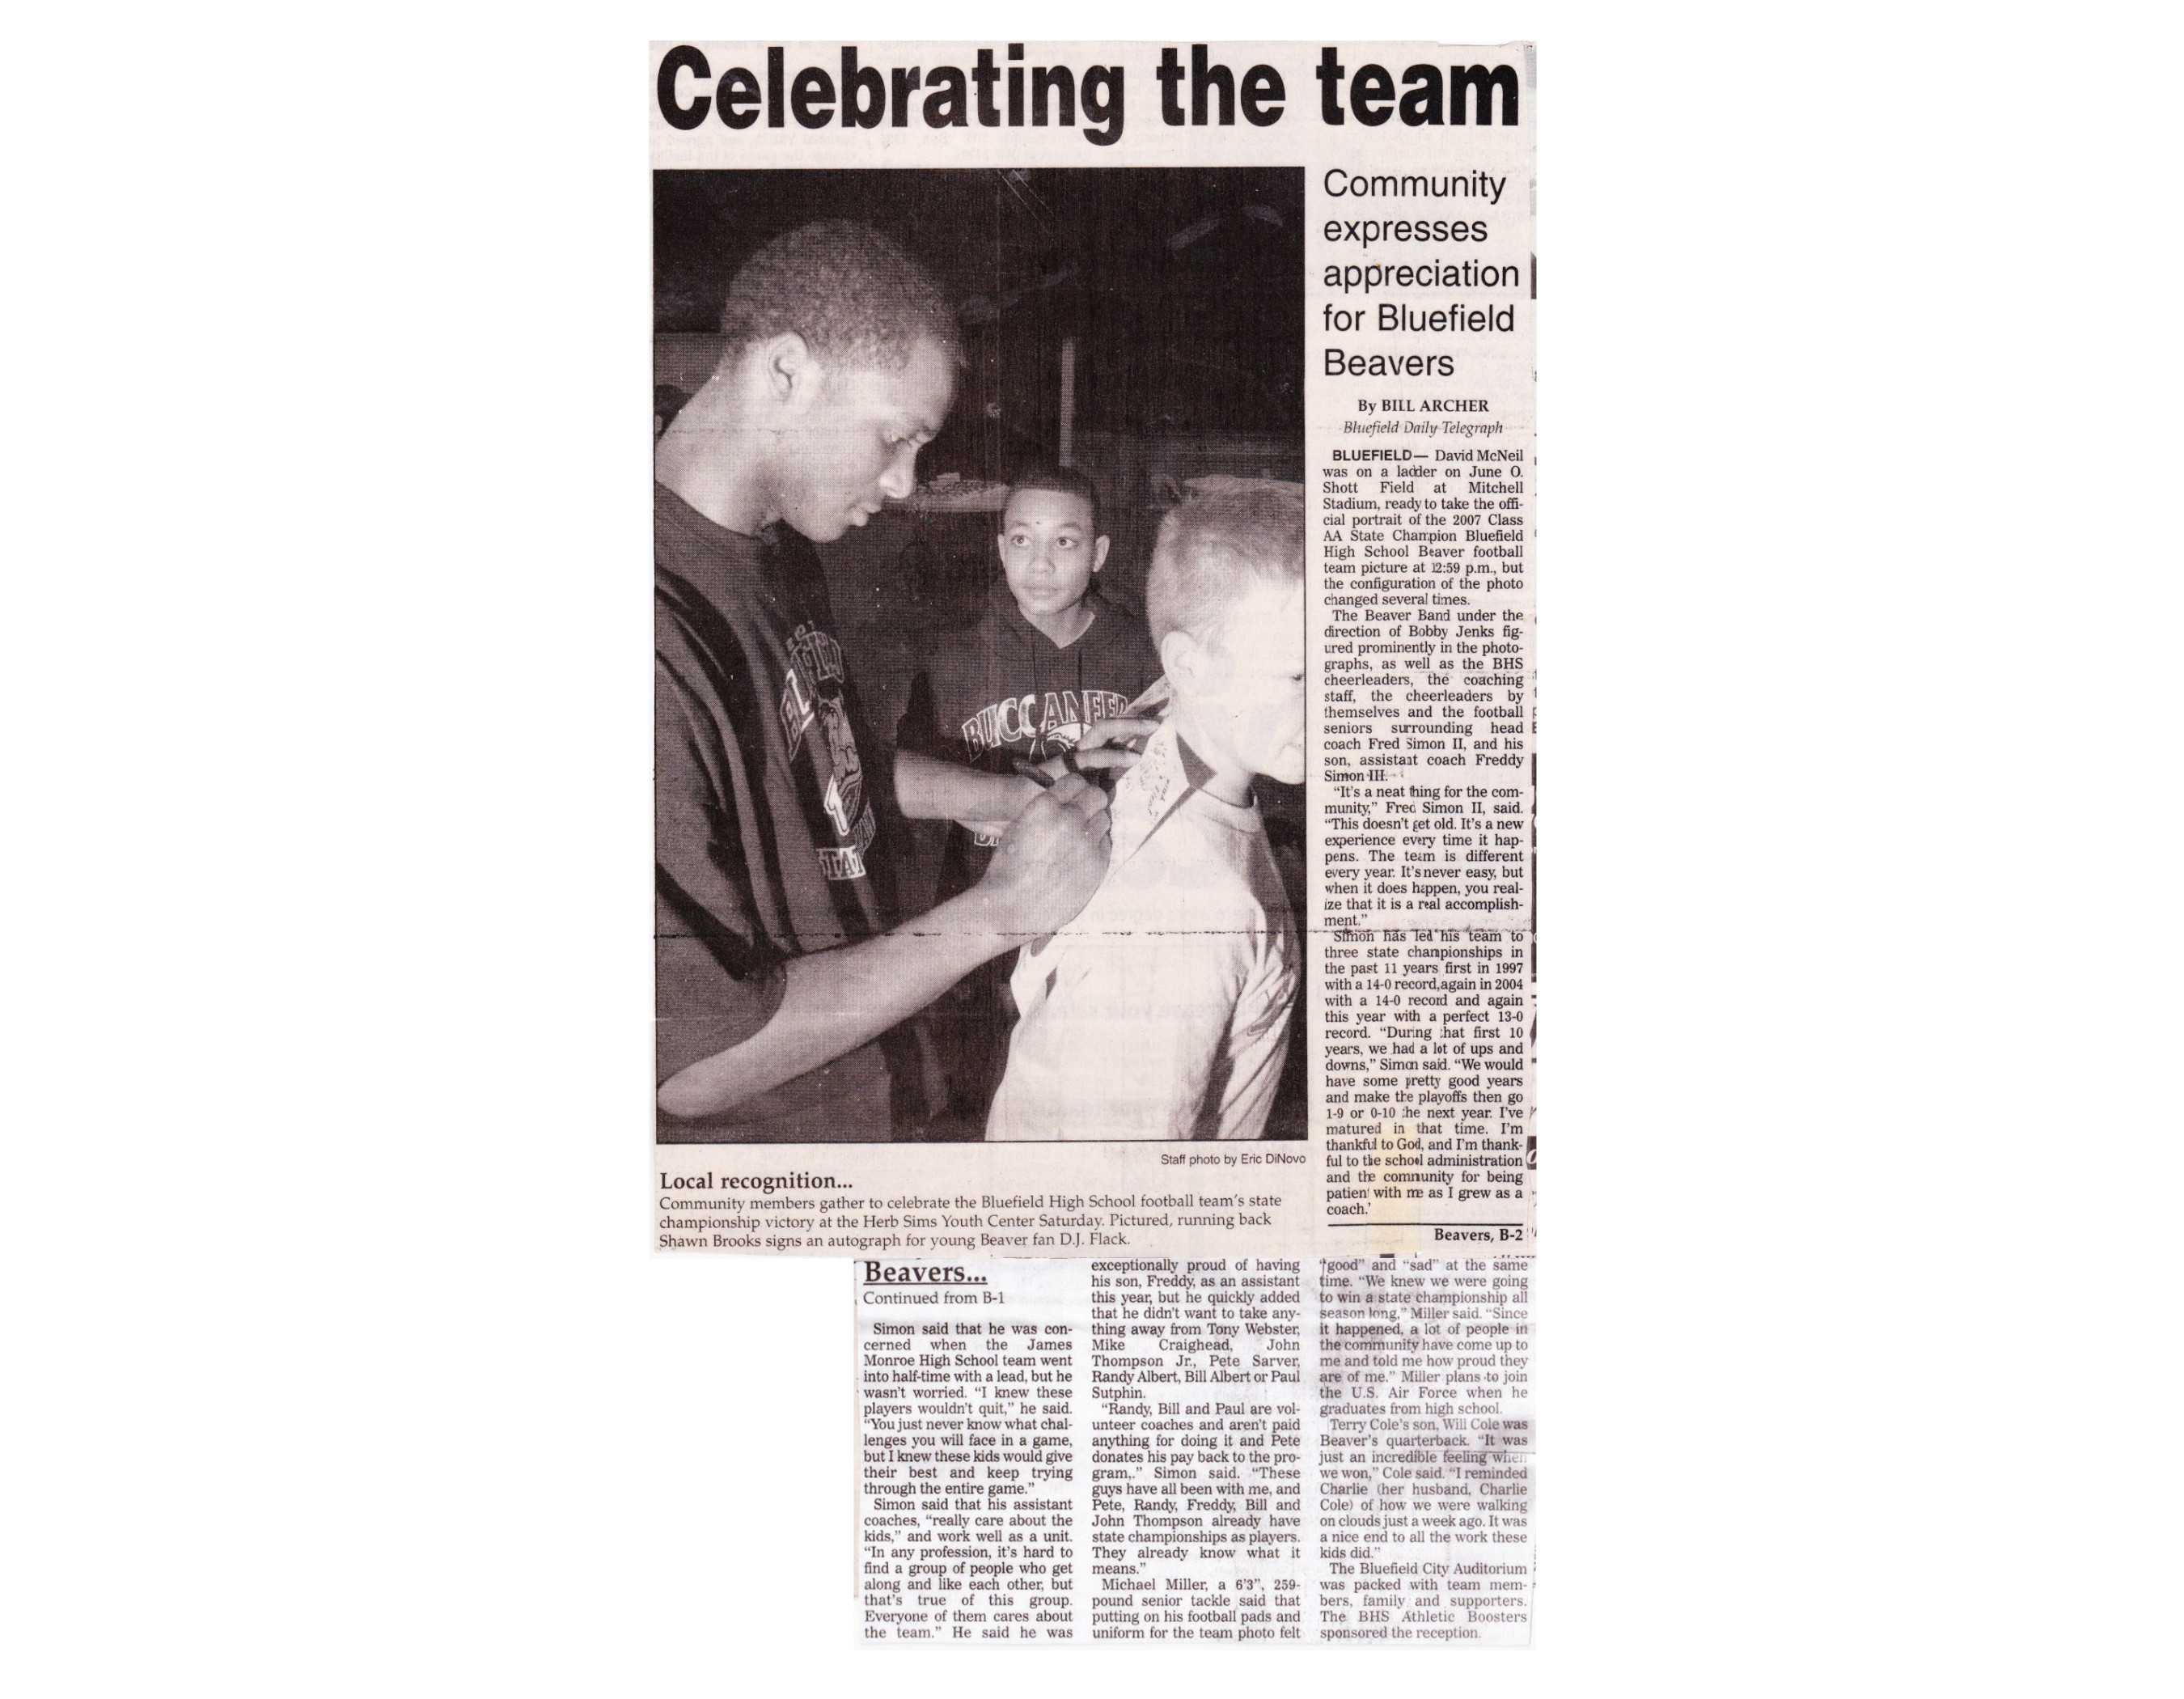 Celebrating the team
Community
expresses
appreciation
for Bluefield
Beavers
By BILL ARCHER
Bluefield Daily Telegraph
BLUEFIELD— David McNeil
was on a ladder on June O.
Shott Field at Mitchell
Stadium, ready to take the offi-
cial portrait of the 2007 Class
AA State Champion Bluefield
High School Beaver football
team picture at 12:59 p.m., but
the configuration of the photo
changed several times.
The Beaver Band under the
direction of Bobby Jenks fig-
ured prominently in the photo-
graphs, as well as the BHS
cheerleaders, the coaching
staff, the cheerleaders by
themselves and the football
seniors surrounding head
coach Fred Simon II, and his
son, assistant coach Freddy
Simon III.
“It's a neat thing for the com-
munity,” Fred Simon II, said.
“This doesn't get old. It's a new
experience every time it hap-
pens. The team is different
every year. It's never easy, but
when it does happen, you real-
ize that it is a real accomplish-
ment.”
Simon has led his team to
three state championships in
the past 11 years first in 1997
with a 14-0 record,again in 2004
with a 14-0 record and again
this year with a perfect 13-0
record. “During that first 10
years, we had a lot of ups and
downs,” Simon said. “We would
have some pretty good years
and make the playoffs then go
1-9 or 0-10 the next year. I've
matured in that time. I'm
thankful to God, and I'm thank-
ful to the school administration
and the community for being
patient with me as I grew as a
coach.'
Beavers, B-2
BUCCANEER
STAT
Staff photo by Eric DiNovo
Local recognition...
Community members gather to celebrate the Bluefield High School football team's state
championship victory at the Herb Sims Youth Center Saturday. Pictured, running back
Shawn Brooks signs an autograph for young Beaver fan D.J. Flack.
Beavers...
Continued from B-1
Simon said that he was con-
cerned when the James
Monroe High School team went
into half-time with a lead, but he
wasn't worried. “I knew these
players wouldn't quit,” he said.
“You just never know what chal-
lenges you will face in a game,
but I knew these kids would give
their best and keep trying
through the entire game.”
Simon said that his assistant
coaches, “really care about the
kids,” and work well as a unit.
“In any profession, it's hard to
find a group of people who get
along and like each other, but
that's true of this group.
Everyone of them cares about
the team.” He said he was
exceptionally proud of having
his son, Freddy, as an assistant
this year, but he quickly added
that he didn't want to take any-
thing away from Tony Webster,
Mike Craighead, John
Thompson Jr., Pete Sarver,
Randy Albert, Bill Albert or Paul
Sutphin.
“Randy, Bill and Paul are vol-
unteer coaches and aren't paid
anything for doing it and Pete
donates his pay back to the pro-
gram,.” Simon said. “These
guys have all been with me, and
Pete, Randy, Freddy, Bill and
John Thompson already have
state championships as players.
They already know what it
means.”
Michael Miller, a 6'3”, 259-
pound senior tackle said that
putting on his football pads and
uniform for the team photo felt
“good” and “sad” at the same
time. “We knew we were going
to win a state championship all
season long,” Miller said. “Since
it happened, a lot of people in
the community have come up to
me and told me how proud they
are of me.” Miller plans to join
the U.S. Air Force when he
graduates from high school.
Terry Cole's son, Will Cole was
Beaver's quarterback. “It was
just an incredible feeling when
we won,” Cole said. “I reminded
Charlie (her husband, Charlie
Cole) of how we were walking
on clouds just a week ago. It was
a nice end to all the work these
kids did.”
The Bluefield City Auditorium
was packed with team mem-
bers, family and supporters.
The BHS Athletic Boosters
sponsored the reception.